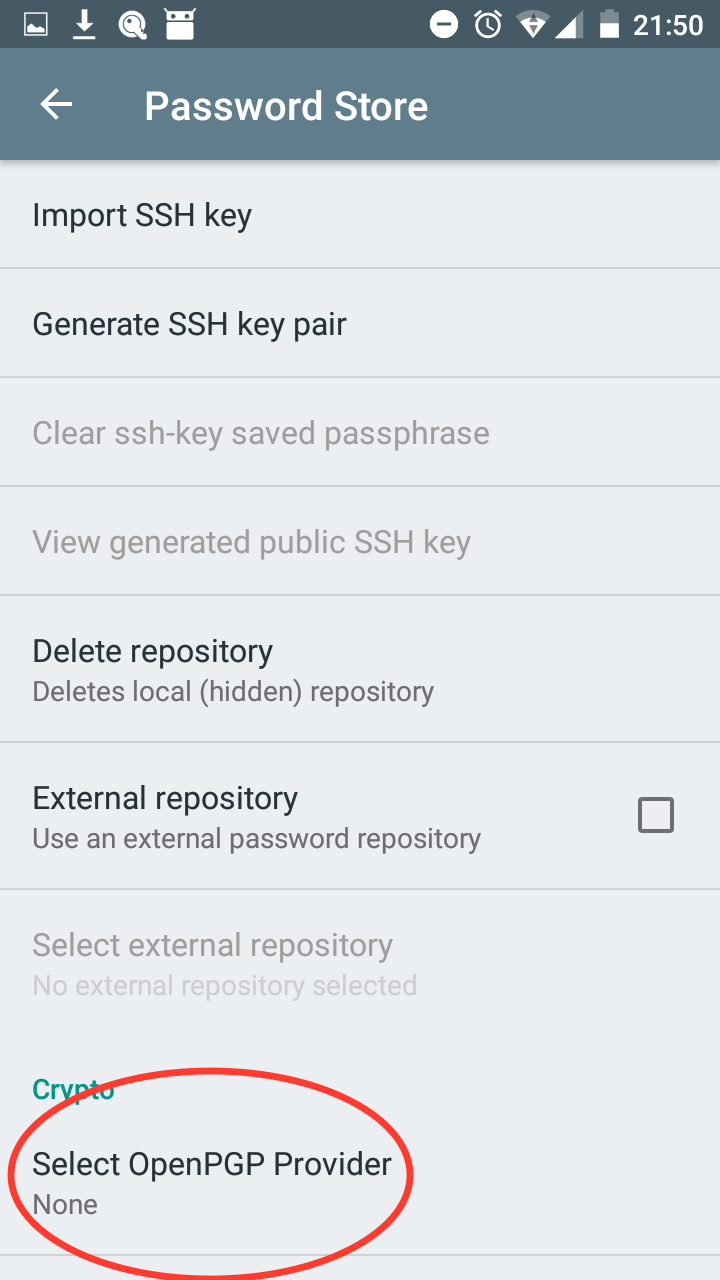 21:50
Password Store
Import SSH key
Generate SSH key pair
Clear ssh-key saved passphrase
View generated public SSH key
Delete repository
Deletes local (hidden) repository
External repository
Use an external password repository
Select external repository
No external repository selected
Crypto
Select OpenPGP Provider
None